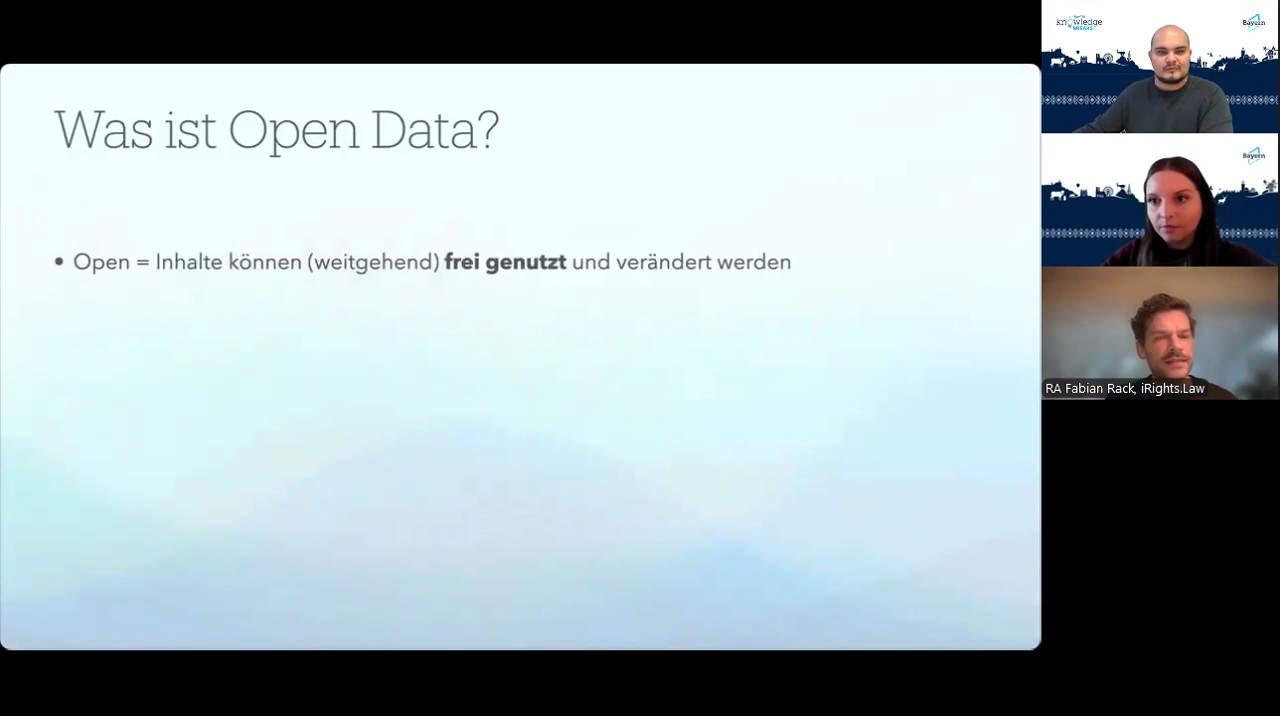 Was ist Open Data?
• Open = Inhalte können (weitgehend) frei genutzt und verändert werden
knowledge
Bayern
Bayern
RA Fabian Rack, iRights.Law